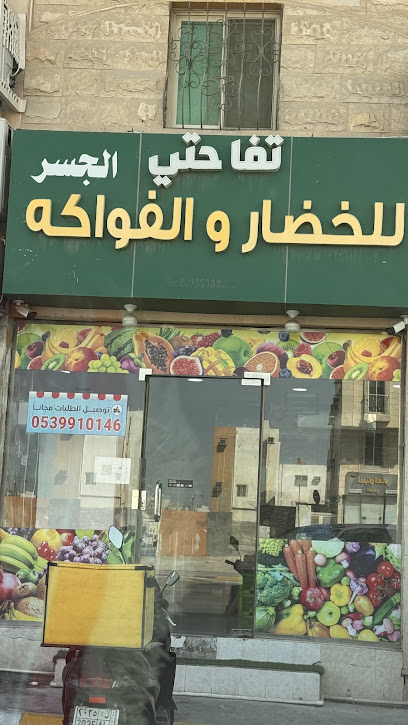 تفاحتي الجسر
للخضار و الفواكه
توصيل الطلبات مجانا
0539910146